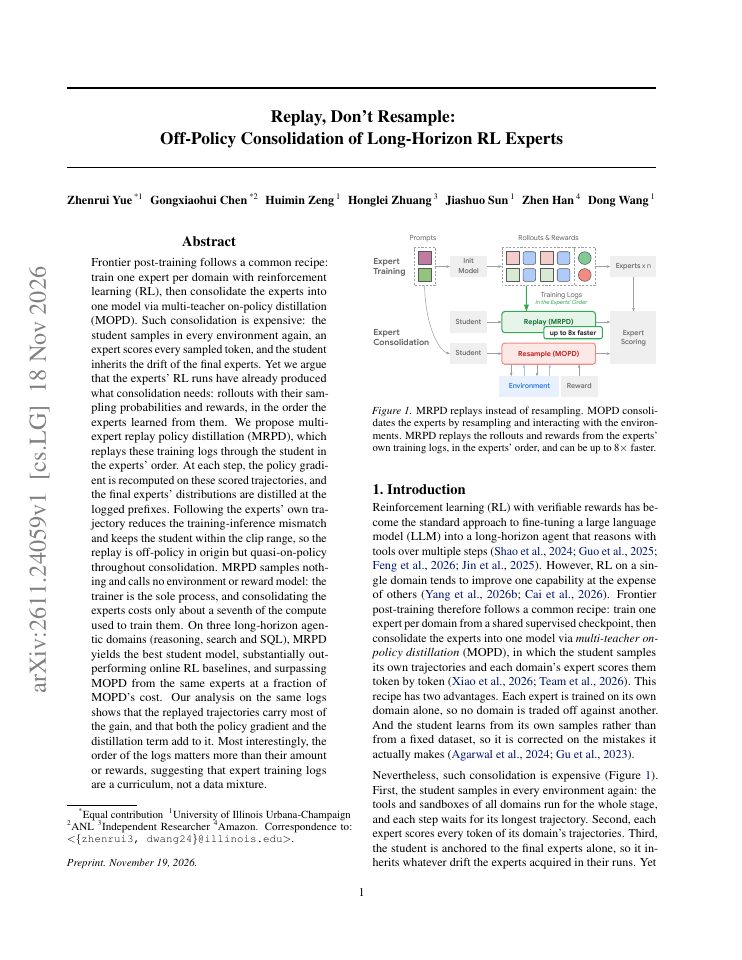 arXiv:2611.24059v1 [cs.LG] 18 Nov 2026
Replay, Don't Resample:
Off-Policy Consolidation of Long-Horizon RL Experts
Zhenrui Yue *1 Gongxiaohui Chen *2 Huimin Zeng 1 Honglei Zhuang 3 Jiashuo Sun 1 Zhen Han 4 Dong Wang 1
Abstract
Frontier post-training follows a common recipe:
train one expert per domain with reinforcement
learning (RL), then consolidate the experts into
one model via multi-teacher on-policy distillation
(MOPD). Such consolidation is expensive: the
student samples in every environment again, an
expert scores every sampled token, and the student
inherits the drift of the final experts. Yet we argue
that the experts' RL runs have already produced
what consolidation needs: rollouts with their sam-
pling probabilities and rewards, in the order the
experts learned from them. We propose multi-
expert replay policy distillation (MRPD), which
replays these training logs through the student in
the experts' order. At each step, the policy gradi-
ent is recomputed on these scored trajectories, and
the final experts' distributions are distilled at the
logged prefixes. Following the experts' own tra-
jectory reduces the training-inference mismatch
and keeps the student within the clip range, so the
replay is off-policy in origin but quasi-on-policy
throughout consolidation. MRPD samples noth-
ing and calls no environment or reward model: the
trainer is the sole process, and consolidating the
experts costs only about a seventh of the compute
used to train them. On three long-horizon agen-
tic domains (reasoning, search and SQL), MRPD
yields the best student model, substantially out-
performing online RL baselines, and surpassing
MOPD from the same experts at a fraction of
MOPD's cost. Our analysis on the same logs
shows that the replayed trajectories carry most of
the gain, and that both the policy gradient and the
distillation term add to it. Most interestingly, the
order of the logs matters more than their amount
or rewards, suggesting that expert training logs
are a curriculum, not a data mixture.
*Equal contribution 1University of Illinois Urbana-Champaign
2ANL 3Independent Researcher 4Amazon. Correspondence to:
<{zhenrui3, dwang24}@illinois.edu>.
Preprint. November 19, 2026.
Prompts
Rollouts & Rewards
Expert
Training
Init
Model
Experts x n
Training Logs
in the Experts' Order
Student
Replay (MRPD)
up to 8x faster
Expert
Consolidation
Expert
Scoring
Student
Resample (MOPD)
Environment
Reward
Figure 1. MRPD replays instead of resampling. MOPD consoli-
dates the experts by resampling and interacting with the environ-
ments. MRPD replays the rollouts and rewards from the experts'
own training logs, in the experts' order, and can be up to 8× faster.
1. Introduction
Reinforcement learning (RL) with verifiable rewards has be-
come the standard approach to fine-tuning a large language
model (LLM) into a long-horizon agent that reasons with
tools over multiple steps (Shao et al., 2024; Guo et al., 2025;
Feng et al., 2026; Jin et al., 2025). However, RL on a sin-
gle domain tends to improve one capability at the expense
of others (Yang et al., 2026b; Cai et al., 2026). Frontier
post-training therefore follows a common recipe: train one
expert per domain from a shared supervised checkpoint, then
consolidate the experts into one model via multi-teacher on-
policy distillation (MOPD), in which the student samples
its own trajectories and each domain's expert scores them
token by token (Xiao et al., 2026; Team et al., 2026). This
recipe has two advantages. Each expert is trained on its own
domain alone, so no domain is traded off against another.
And the student learns from its own samples rather than
from a fixed dataset, so it is corrected on the mistakes it
actually makes (Agarwal et al., 2024; Gu et al., 2023).
Nevertheless, such consolidation is expensive (Figure 1).
First, the student samples in every environment again: the
tools and sandboxes of all domains run for the whole stage,
and each step waits for its longest trajectory. Second, each
expert scores every token of its domain's trajectories. Third,
the student is anchored to the final experts alone, so it in-
herits whatever drift the experts acquired in their runs. Yet
1